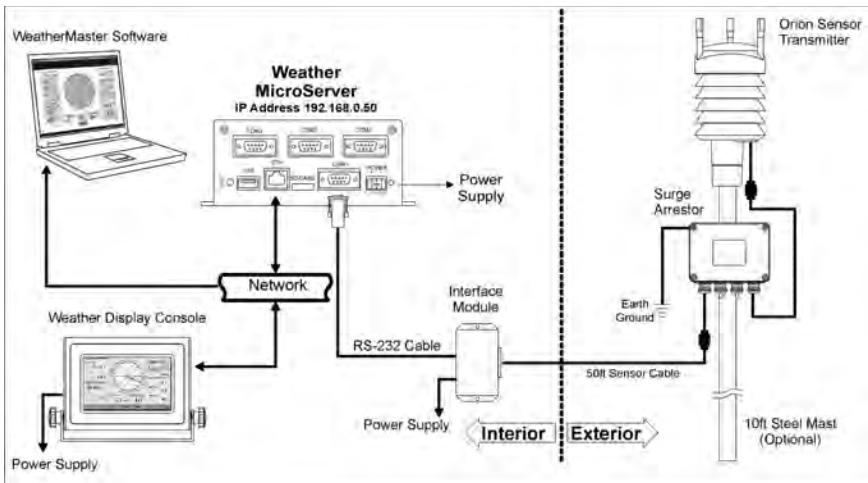 WeatherMaster Software
Weather
MicroServer
IP Address 192.168.0.50
COM2
Power
Supply
Orion Sensor
Transmitter
Surge
Arrestor
Earth
Ground
Network
Interface
Module
Weather Display Console
RS-232 Cable
50ft Sensor Cable
Power Supply
Interior
Exterior
10ft Steel Mast
(Optional)
Power Supply